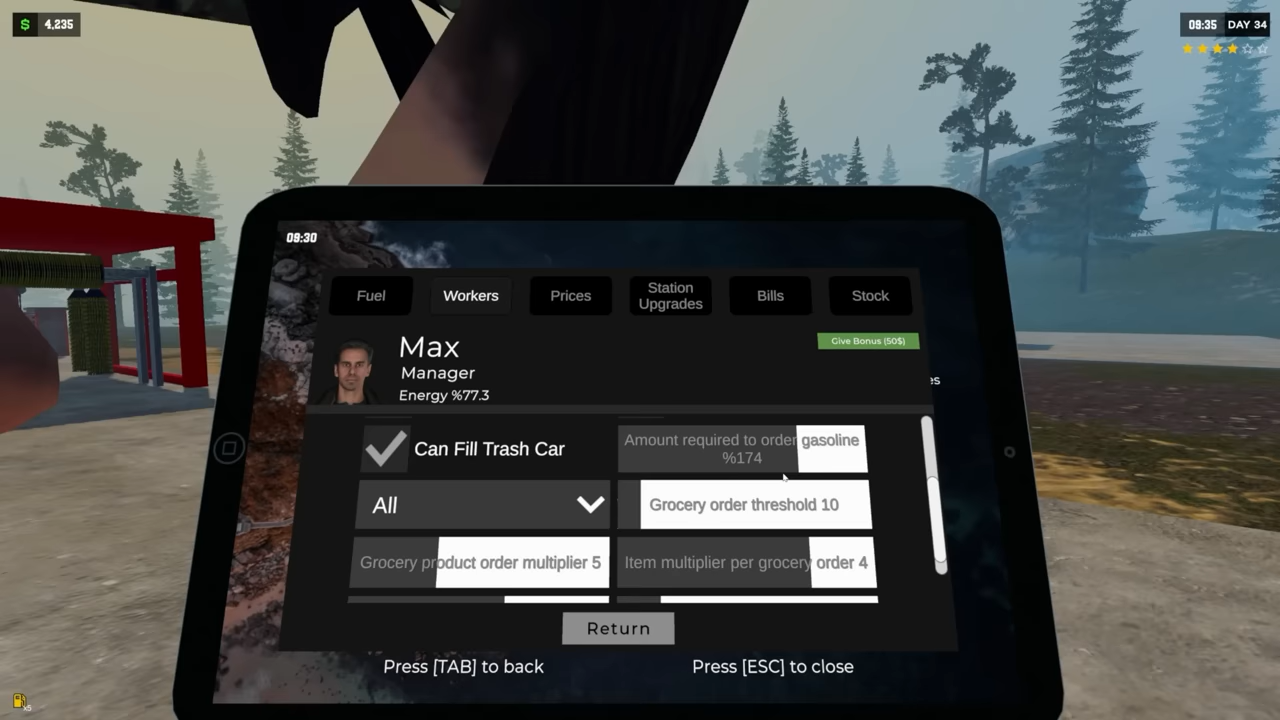 $ 4,235
09:35 DAY 34
09:30
Fuel
Workers
Prices
Station
Upgrades
Bills
Stock
Max
Manager
Energy %77.3
Give Bonus (50$)
es
Can Fill Trash Car
Amount required to order gasoline
%174
All
Grocery order threshold 10
Grocery product order multiplier 5
Item multiplier per grocery order 4
Return
Press [TAB] to back
Press [ESC] to close
x5